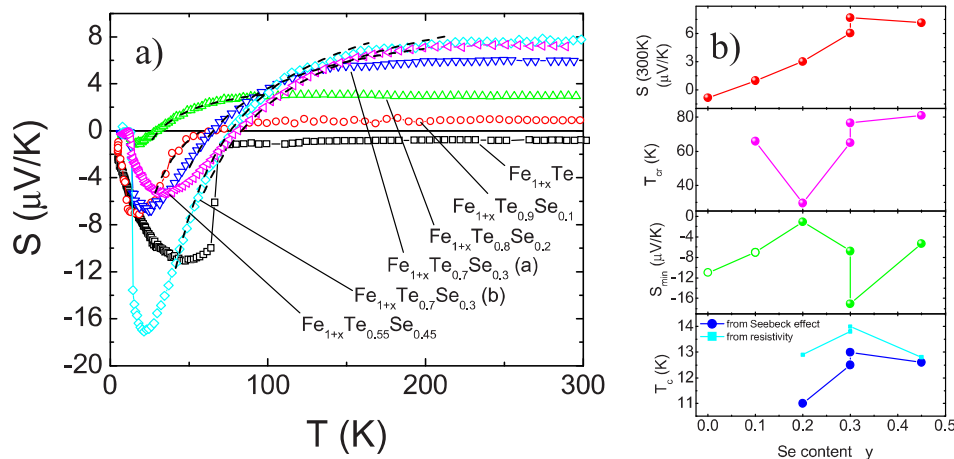 a)
S (μV/K)
8
4
0
-4
-8
-12
-16
-20
0
50
100
150
200
250
300
T (K)
Fe1+xTe
Fe1+xTe0.9Se0.1
Fe1+xTe0.8Se0.2
Fe1+xTe0.7Se0.3 (a)
Fe1+xTe0.7Se0.3 (b)
Fe1+xTe0.55Se0.45
b)
S (300K)
(μV/K)
6
4
2
0
Tcr (K)
80
60
40
Smin (μV/K)
0
-4
-8
-12
-16
from Seebeck effect
from resistivity
Tc (K)
14
13
12
11
0.0
0.1
0.2
0.3
0.4
0.5
Se content y